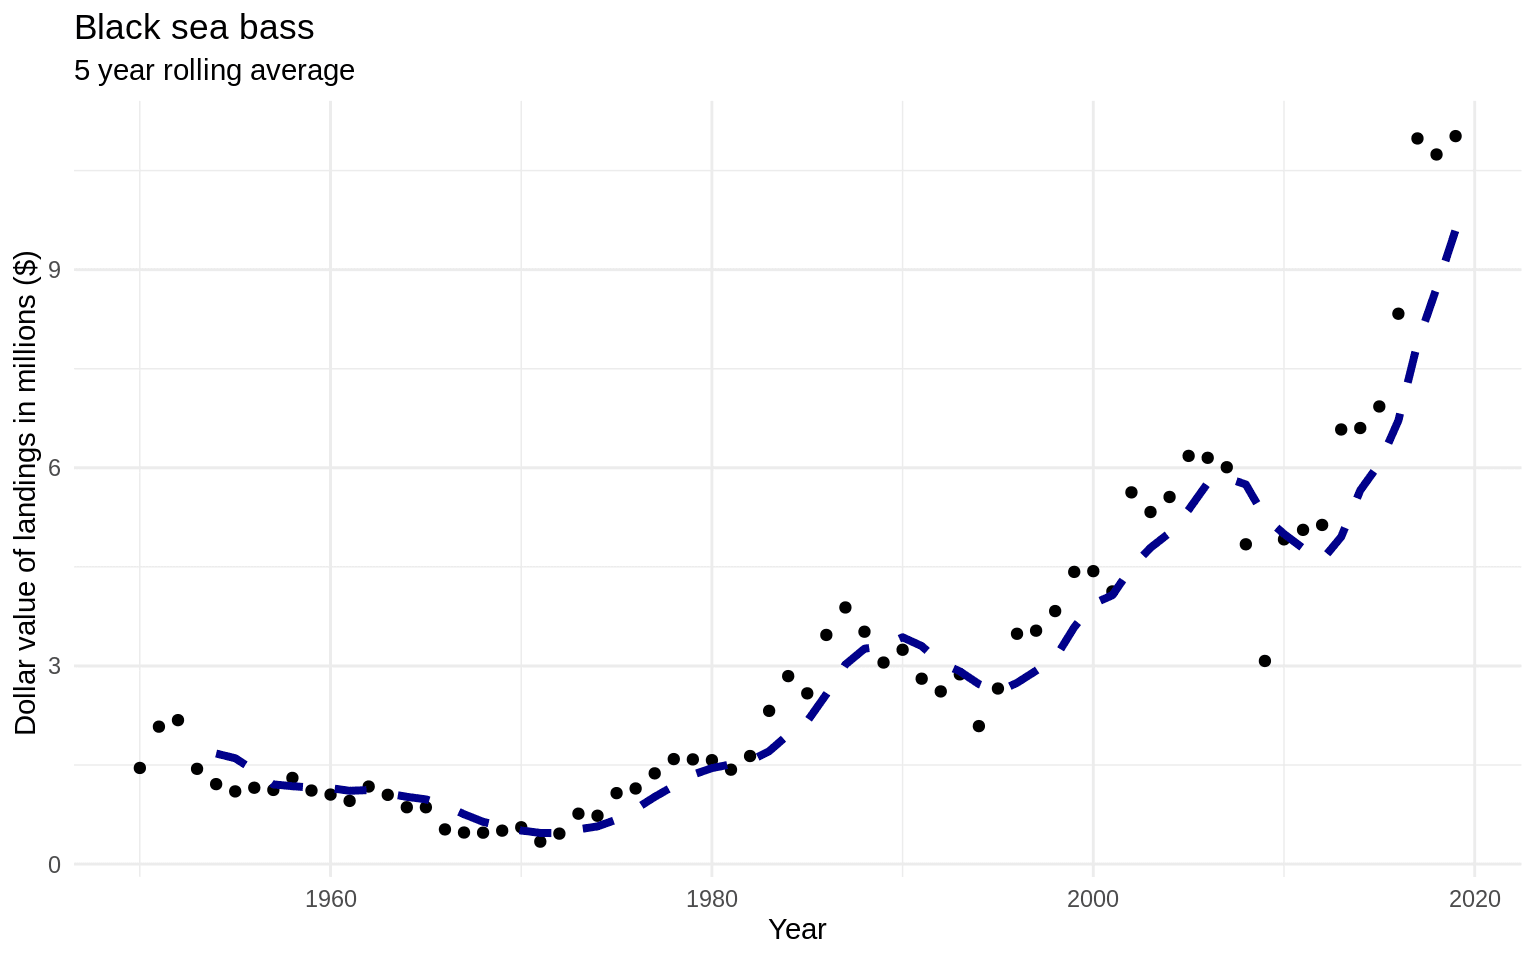 Black sea bass
5 year rolling average
Dollar value of landings in millions ($)
9
6
3
0
1960
1980
2000
2020
Year